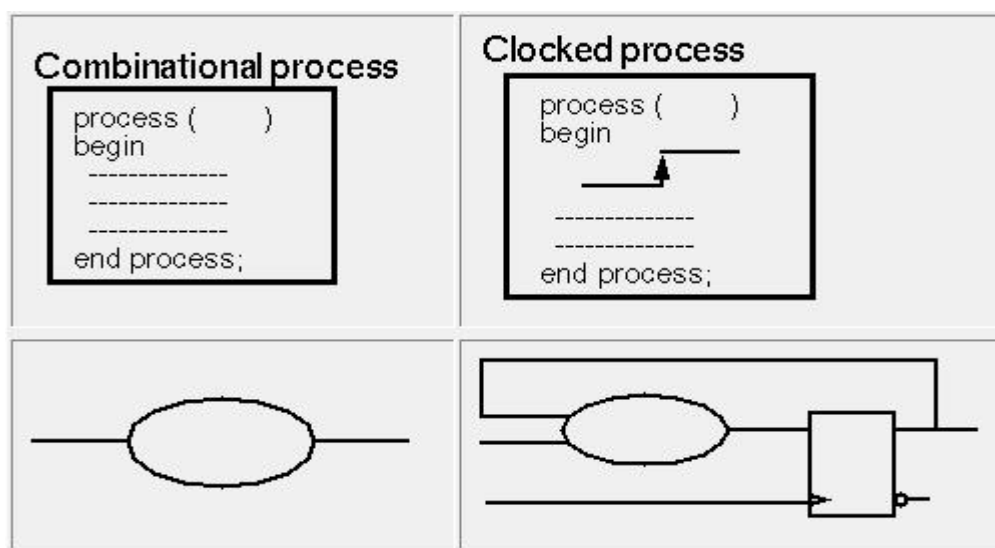 Combinational process
process (       )
begin
--------------
--------------
--------------
end process;
Clocked process
process (       )
begin
--------------
--------------
end process;